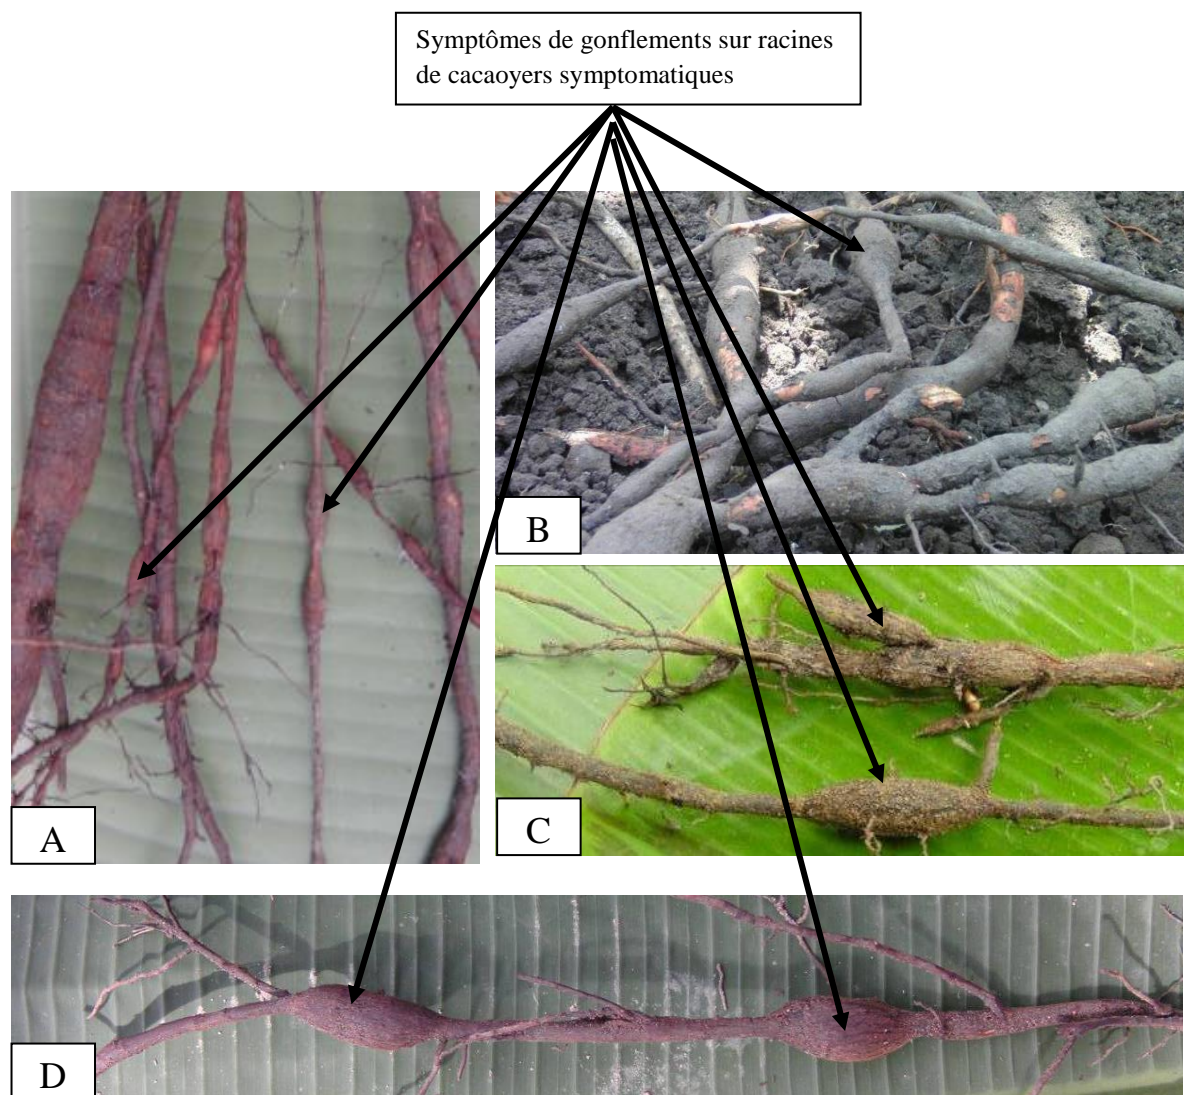 Symptômes de gonflements sur racines
de cacaoyers symptomatiques
B
A
C
D